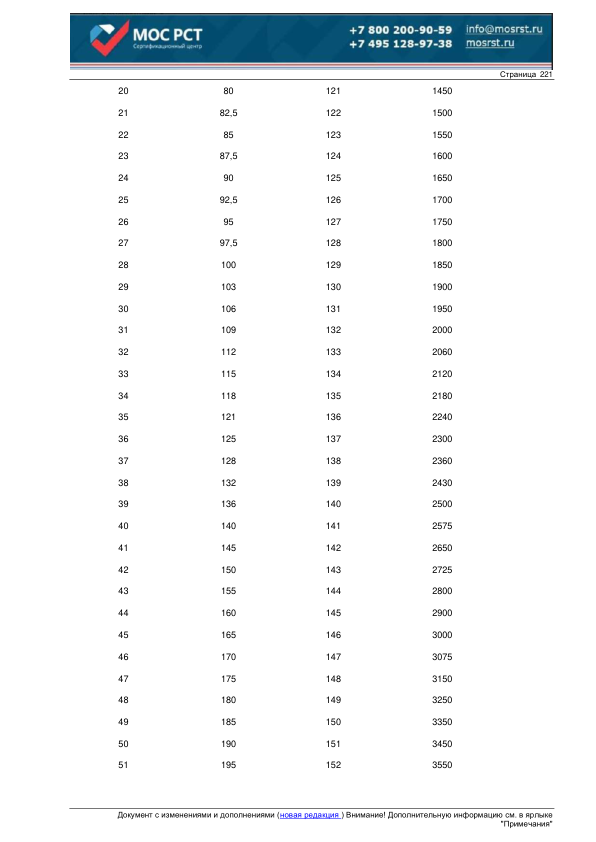 МОС РСТ
Сертификационный центр
+7 800 200-90-59 info@mosrst.ru
+7 495 128-97-38 mosrst.ru
Страница 221
20 80 121 1450
21 82,5 122 1500
22 85 123 1550
23 87,5 124 1600
24 90 125 1650
25 92,5 126 1700
26 95 127 1750
27 97,5 128 1800
28 100 129 1850
29 103 130 1900
30 106 131 1950
31 109 132 2000
32 112 133 2060
33 115 134 2120
34 118 135 2180
35 121 136 2240
36 125 137 2300
37 128 138 2360
38 132 139 2430
39 136 140 2500
40 140 141 2575
41 145 142 2650
42 150 143 2725
43 155 144 2800
44 160 145 2900
45 165 146 3000
46 170 147 3075
47 175 148 3150
48 180 149 3250
49 185 150 3350
50 190 151 3450
51 195 152 3550
Документ с изменениями и дополнениями (новая редакция ) Внимание! Дополнительную информацию см. в ярлыке
"Примечания"